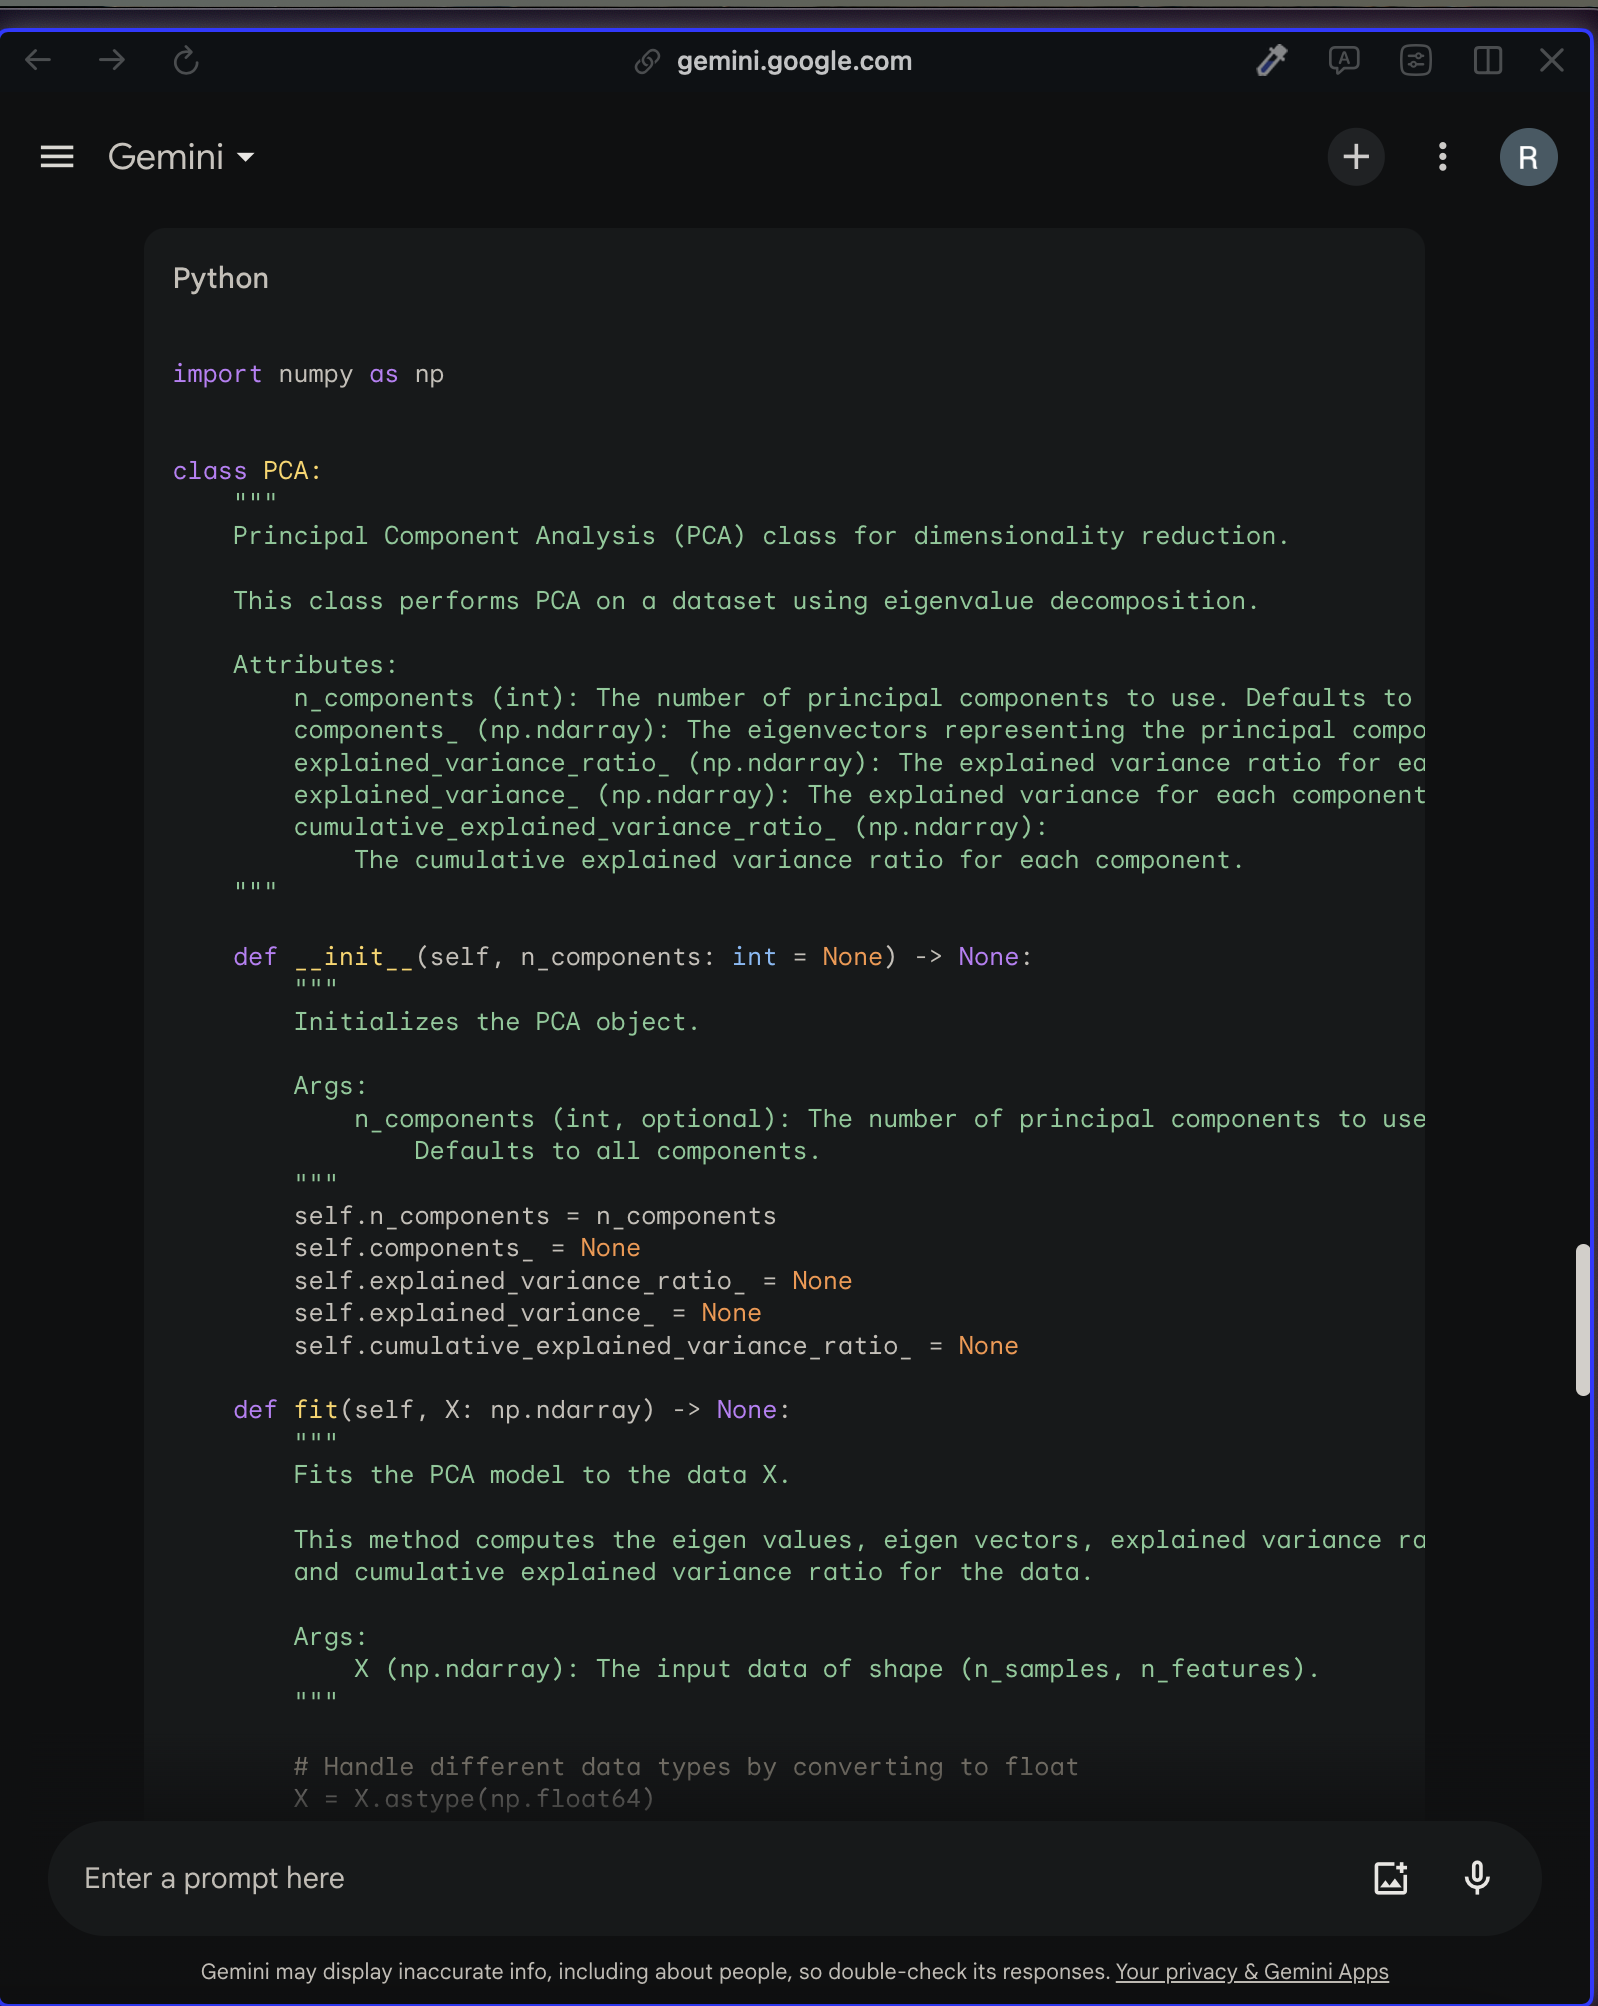 gemini.google.com
Gemini
R
Python
import numpy as np
class PCA:
"""
Principal Component Analysis (PCA) class for dimensionality reduction.
This class performs PCA on a dataset using eigenvalue decomposition.
Attributes:
n_components (int): The number of principal components to use. Defaults to
components_ (np.ndarray): The eigenvectors representing the principal compo
explained_variance_ratio_ (np.ndarray): The explained variance ratio for ea
explained_variance_ (np.ndarray): The explained variance for each component
cumulative_explained_variance_ratio_ (np.ndarray):
The cumulative explained variance ratio for each component.
"""
def __init__(self, n_components: int = None) -> None:
"""
Initializes the PCA object.
Args:
n_components (int, optional): The number of principal components to use
Defaults to all components.
"""
self.n_components = n_components
self.components_ = None
self.explained_variance_ratio_ = None
self.explained_variance_ = None
self.cumulative_explained_variance_ratio_ = None
def fit(self, X: np.ndarray) -> None:
"""
Fits the PCA model to the data X.
This method computes the eigen values, eigen vectors, explained variance ra
and cumulative explained variance ratio for the data.
Args:
X (np.ndarray): The input data of shape (n_samples, n_features).
"""
# Handle different data types by converting to float
X = X.astype(np.float64)
Enter a prompt here
Gemini may display inaccurate info, including about people, so double-check its responses. Your privacy & Gemini Apps